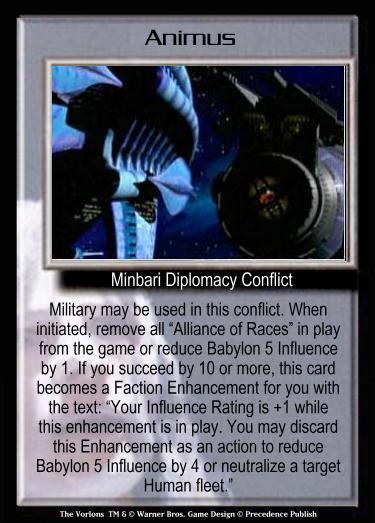 Animus
Minbari Diplomacy Conflict
Military may be used in this conflict. When
initiated, remove all “Alliance of Races” in play
from the game or reduce Babylon 5 Influence
by 1. If you succeed by 10 or more, this card
becomes a Faction Enhancement for you with
the text: “Your Influence Rating is +1 while
this enhancement is in play. You may discard
this Enhancement as an action to reduce
Babylon 5 Influence by 4 or neutralize a target
Human fleet.”
The Vorlons TM & © Warner Bros. Game Design © Precedence Publish